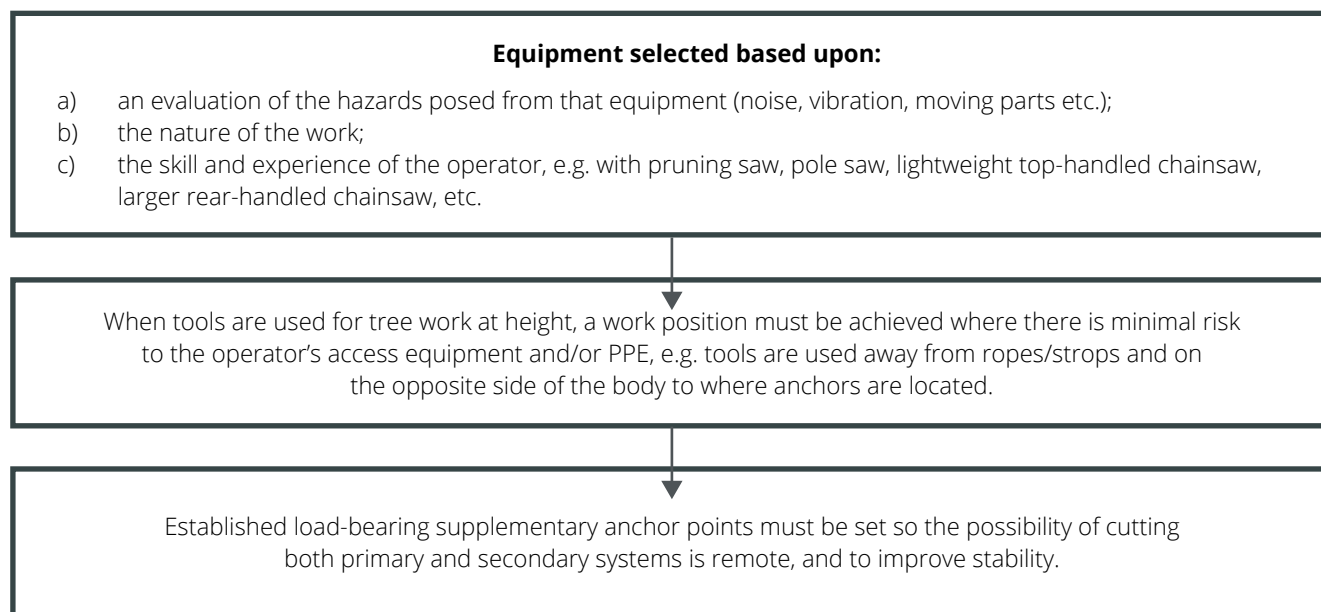 Equipment selected based upon:
a) an evaluation of the hazards posed from that equipment (noise, vibration, moving parts etc.);
b) the nature of the work;
c) the skill and experience of the operator, e.g. with pruning saw, pole saw, lightweight top-handled chainsaw,
larger rear-handled chainsaw, etc.
When tools are used for tree work at height, a work position must be achieved where there is minimal risk
to the operator’s access equipment and/or PPE, e.g. tools are used away from ropes/strops and on
the opposite side of the body to where anchors are located.
Established load-bearing supplementary anchor points must be set so the possibility of cutting
both primary and secondary systems is remote, and to improve stability.